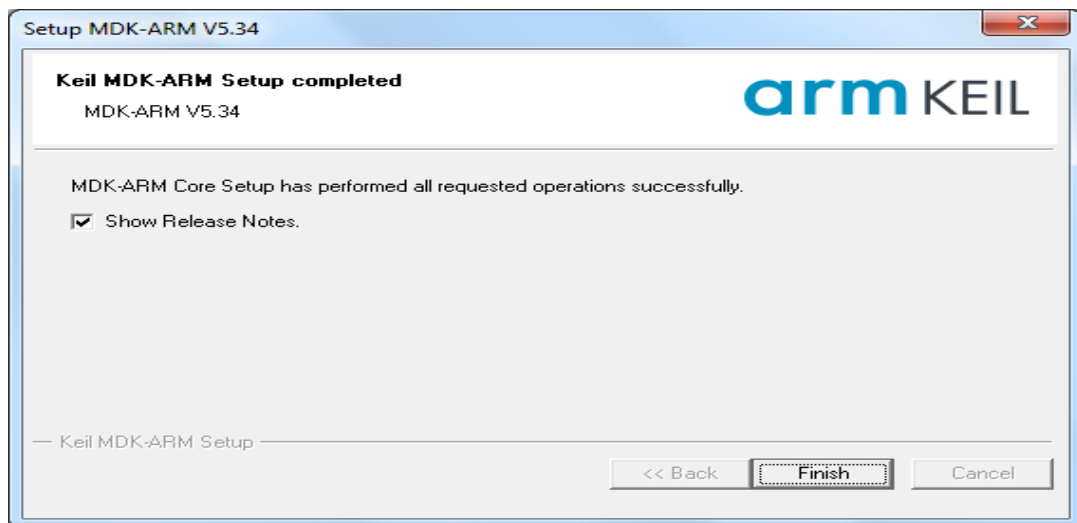 Setup MDK-ARM V5.34
Keil MDK-ARM Setup completed
MDK-ARM V5.34
arm KEIL
MDK-ARM Core Setup has performed all requested operations successfully.
Show Release Notes.
Keil MDK-ARM Setup
<< Back Finish Cancel